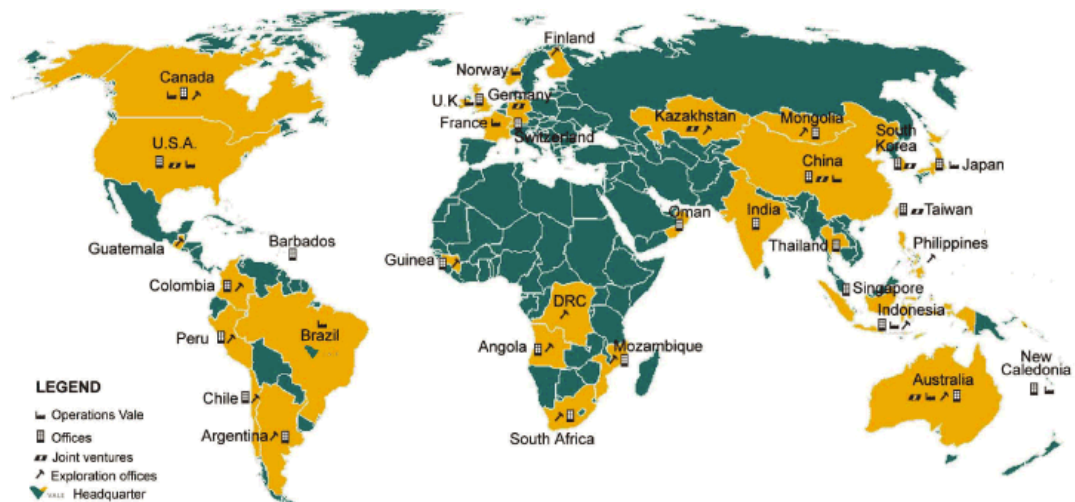 Finland
Canada
Norway
Germany
U.K.
Kazakhstan
Mongolia
France
South
Korea
Switzerland
U.S.A.
China
Japan
Oman
India
Taiwan
Guatemala
Barbados
Thailand
Philippines
Guinea
Colombia
Singapore
DRC
Indonesia
Peru
Brazil
Angola
Mozambique
New
Caledonia
LEGEND
Australia
Chile
Operations Vale
Offices
Argentina
South Africa
Joint ventures
Exploration offices
VALE Headquarter